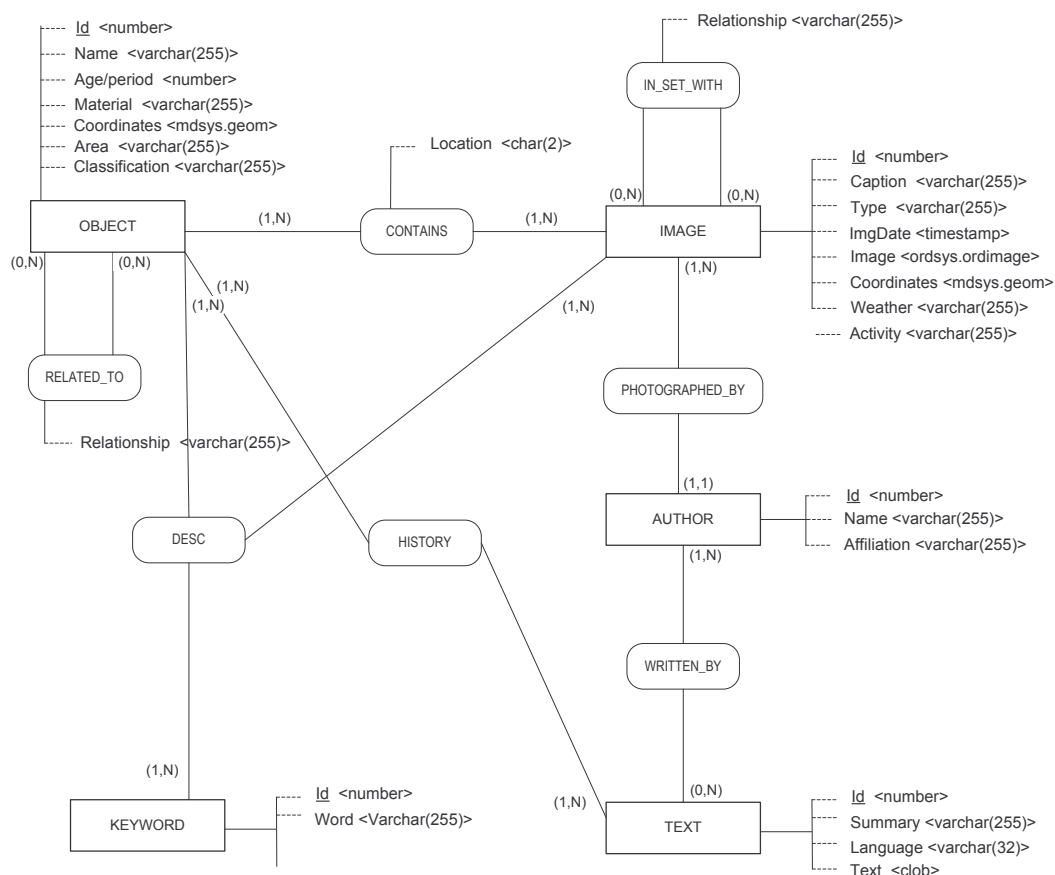 Id <number>
Name <varchar(255)>
Age/period <number>
Material <varchar(255)>
Coordinates <mdsys.geom>
Area <varchar(255)>
Classification <varchar(255)>
Relationship <varchar(255)>
IN_SET_WITH
Location <char(2)>
(0,N)
(0,N)
OBJECT
(1,N)
CONTAINS
(1,N)
IMAGE
Id <number>
Caption <varchar(255)>
Type <varchar(255)>
ImgDate <timestamp>
Image <ordsys.ordimage>
Coordinates <mdsys.geom>
Weather <varchar(255)>
Activity <varchar(255)>
(0,N)
(0,N)
(1,N)
(1,N)
(1,N)
(1,N)
RELATED_TO
Relationship <varchar(255)>
PHOTOGRAPHED_BY
(1,1)
AUTHOR
(1,N)
Id <number>
Name <varchar(255)>
Affiliation <varchar(255)>
DESC
HISTORY
WRITTEN_BY
(1,N)
KEYWORD
Id <number>
Word <Varchar(255)>
(1,N)
(0,N)
TEXT
Id <number>
Summary <varchar(255)>
Language <varchar(32)>
Text <clob>